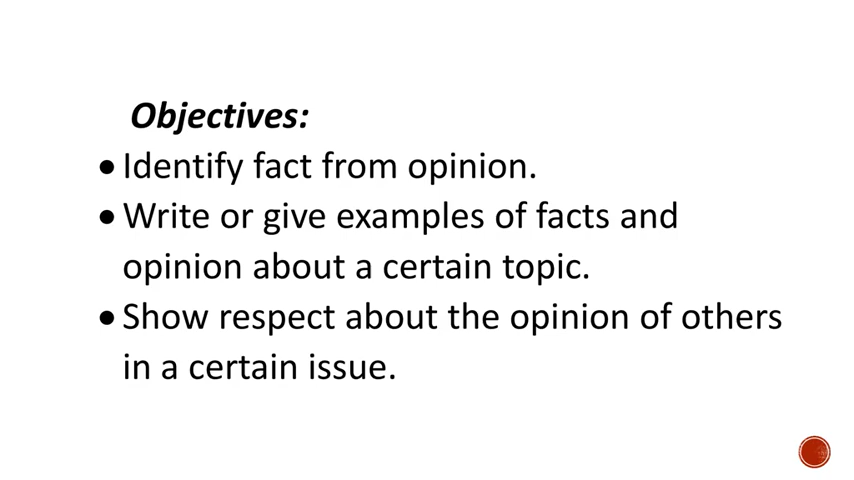 Objectives:
• Identify fact from opinion.
• Write or give examples of facts and
opinion about a certain topic.
• Show respect about the opinion of others
in a certain issue.